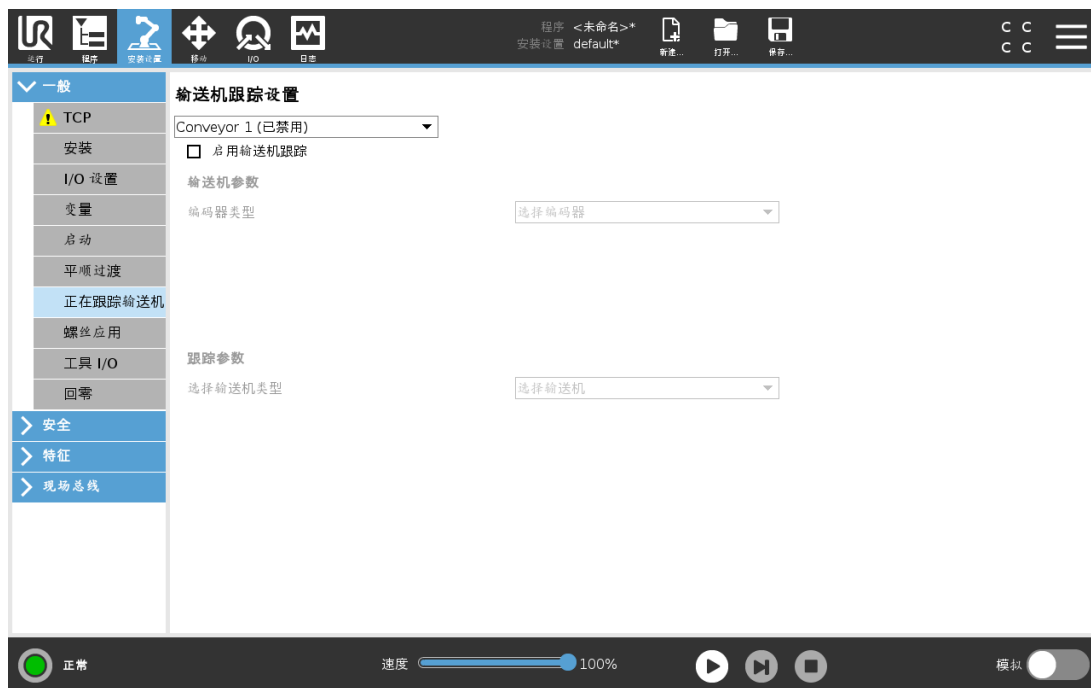 UR
运行
程序
安装设置
移动
I/O
日志
程序 <未命名>*
安装设置 default*
新建...
打开...
保存...
C C
C C
一般
TCP
安装
I/O 设置
变量
启动
平顺过渡
正在跟踪输送机
螺丝应用
工具 I/O
回零
安全
特征
现场总线
输送机跟踪设置
Conveyor 1 (已禁用)
启用输送机跟踪
输送机参数
编码器类型
选择编码器
跟踪参数
选择输送机类型
选择输送机
正常
速度
100%
模拟